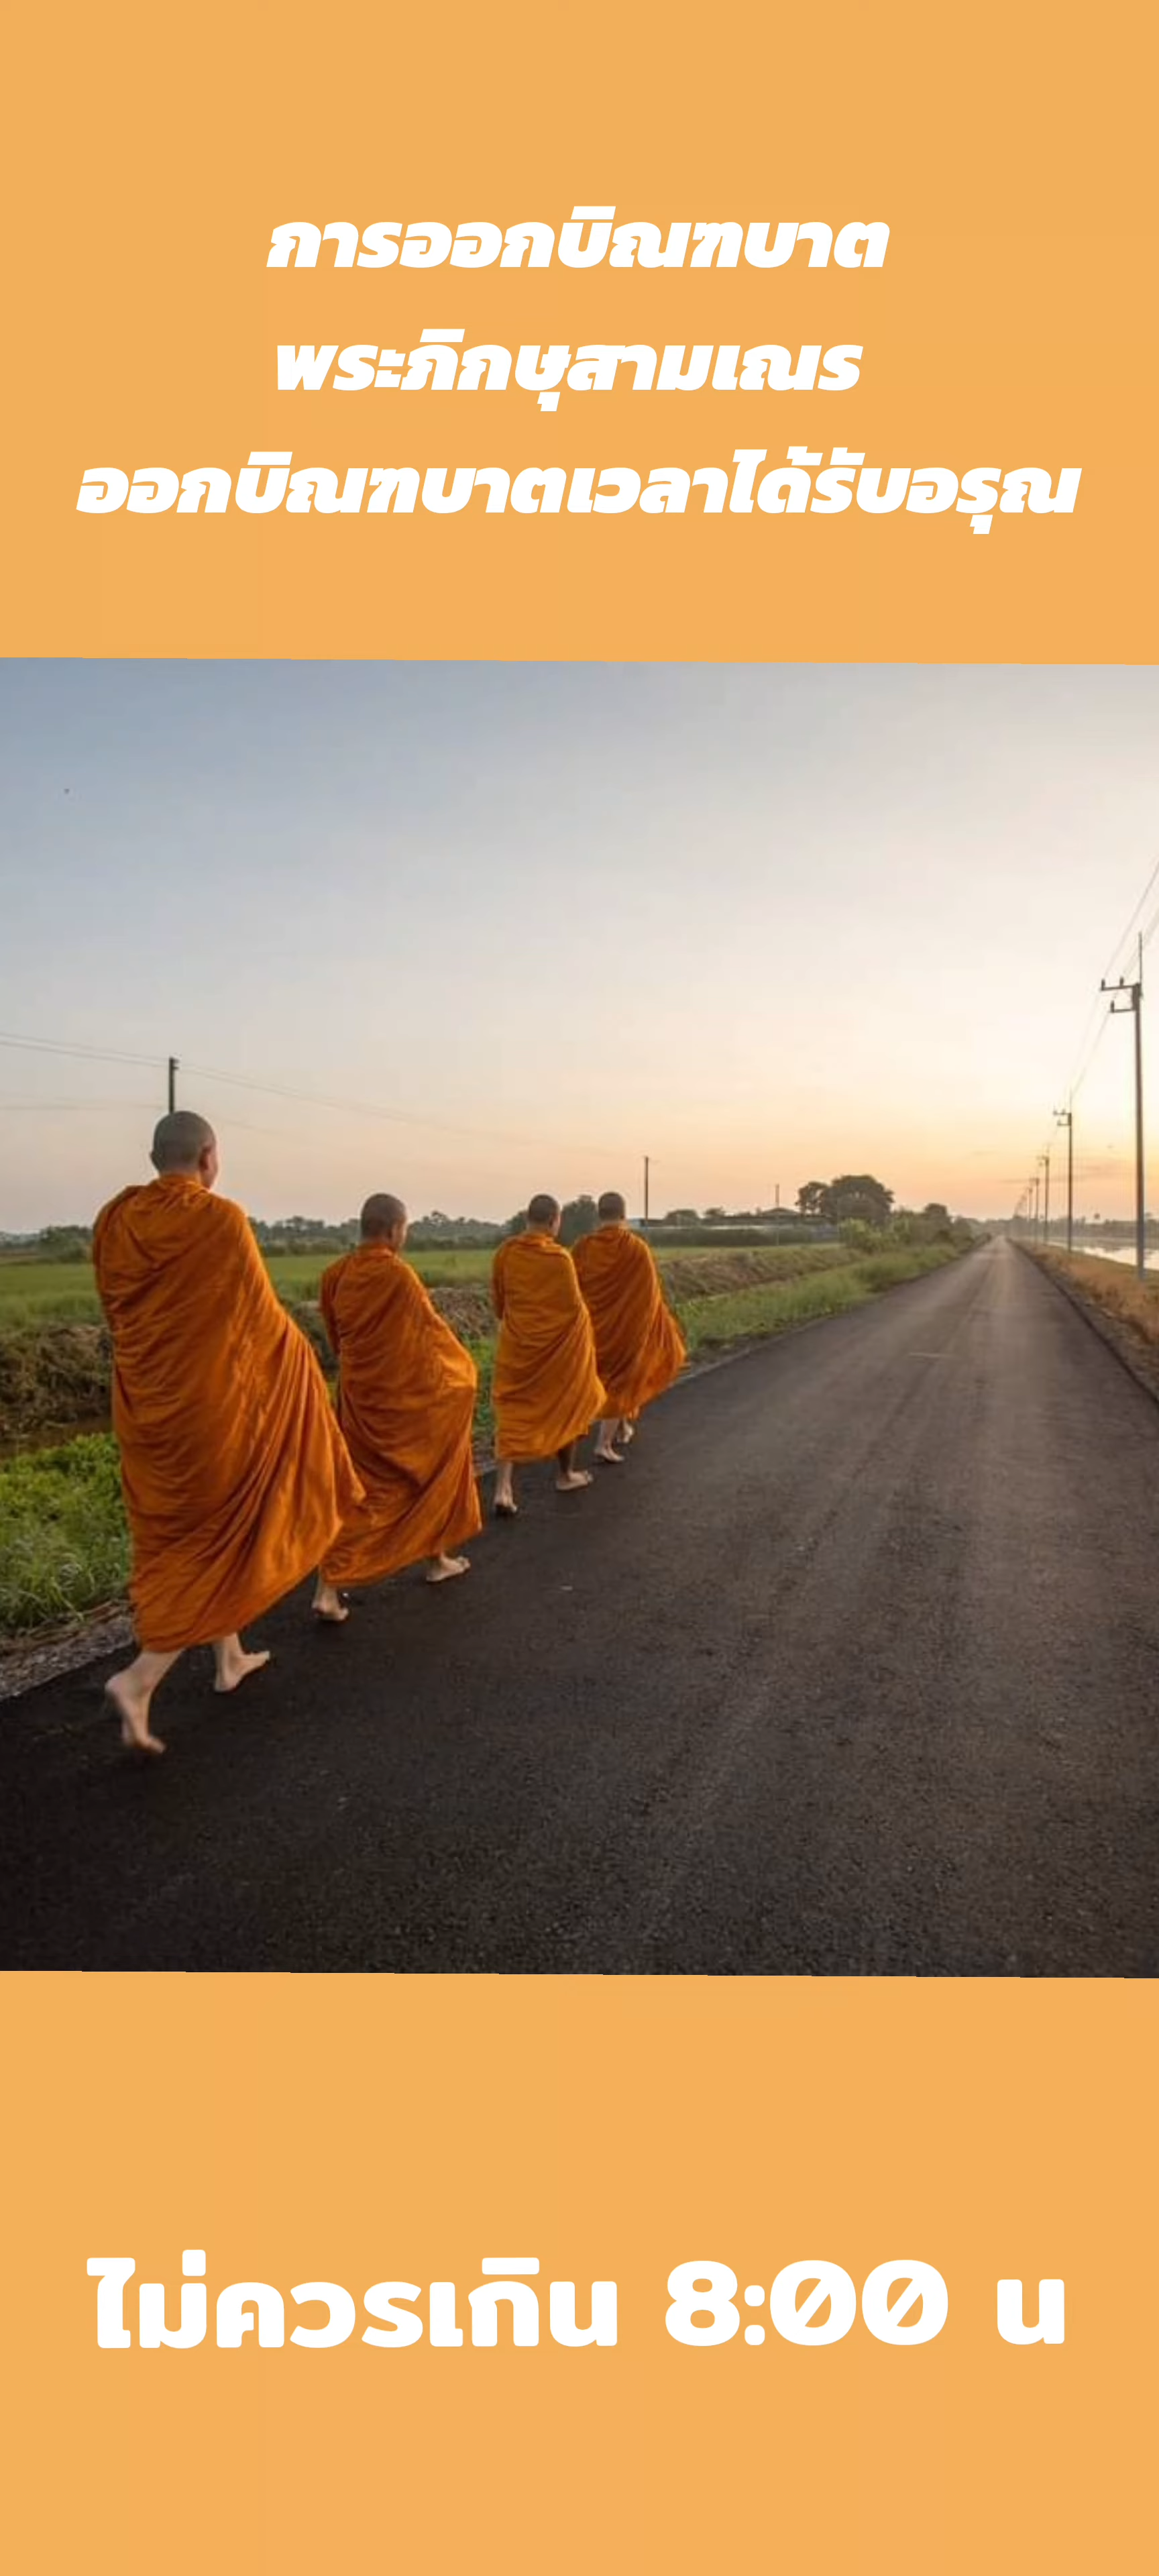 การออกบิณฑบาต
พระภิกษุสามเณร
ออกบิณฑบาตเวลาได้รับอรุณ
ไม่ควรเกิน 8:00 น